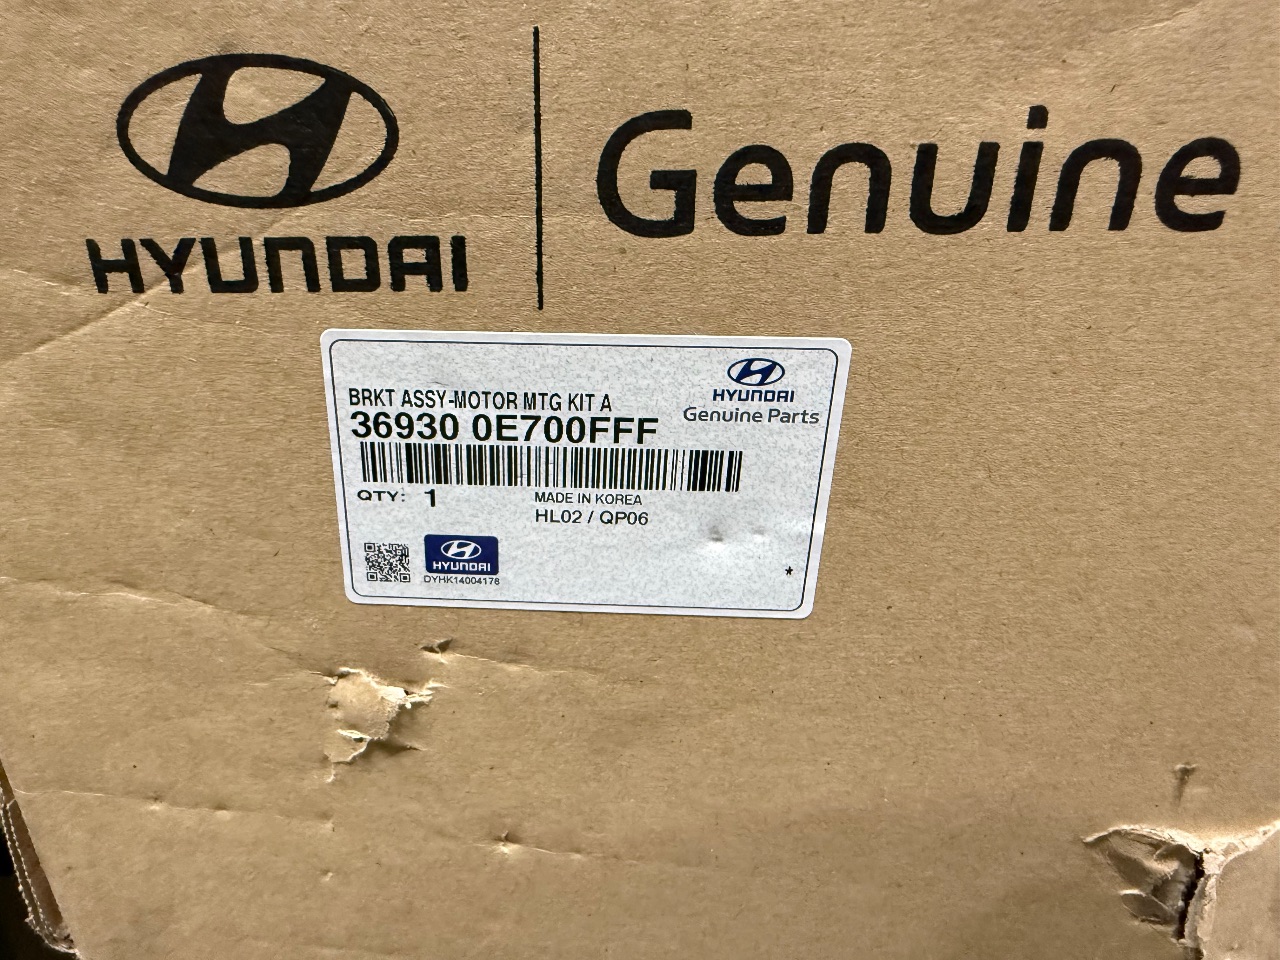 HYUNDAI
Genuine
HYUNDAI
Genuine Parts
BRKT ASSY-MOTOR MTG KIT A
36930 0E700FFF
QTY: 1
MADE IN KOREA
HL02 / QP06
HYUNDAI
DYHK14004178
*